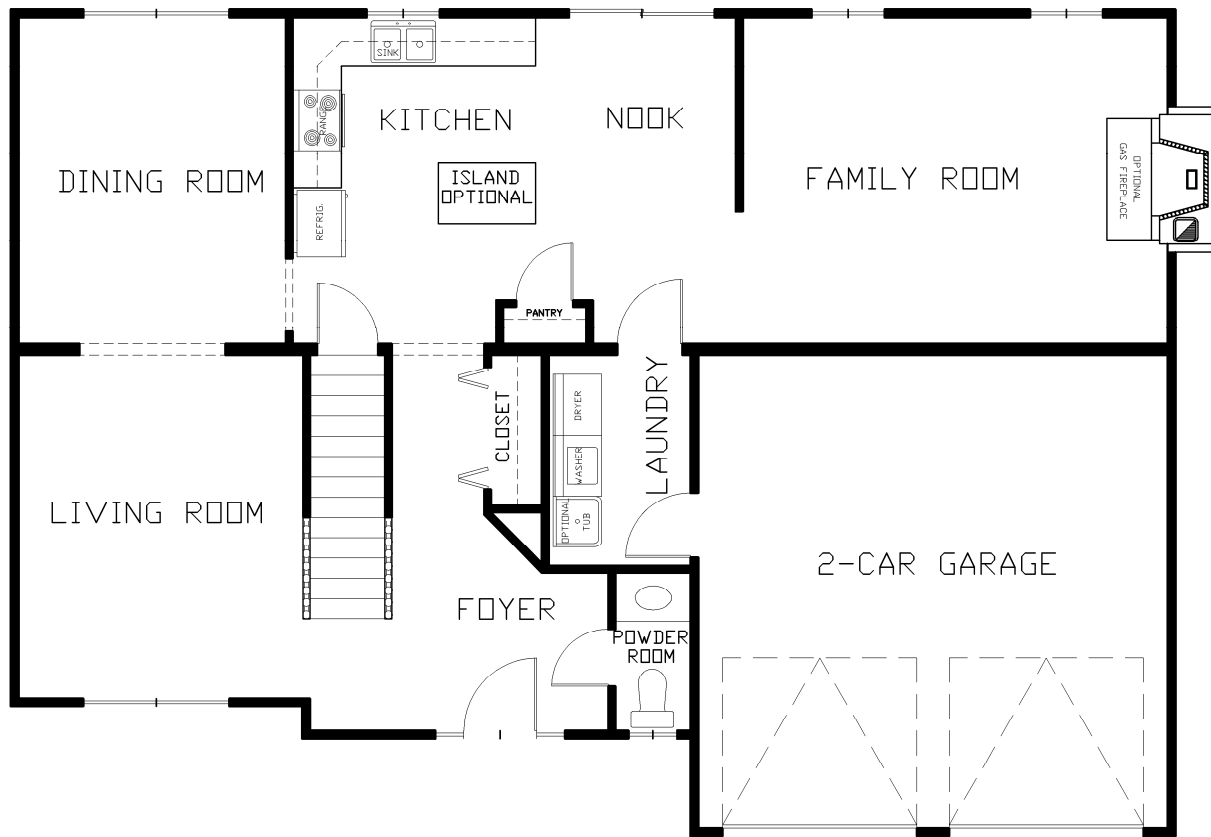 SINK
RANGE
KITCHEN
NOOK
DINING ROOM
ISLAND
OPTIONAL
FAMILY ROOM
OPTIONAL
GAS FIREPLACE
REFRIG.
PANTRY
CLOSET
DRYER
WASHER
LAUNDRY
OPTIONAL
TUB
LIVING ROOM
2-CAR GARAGE
FOYER
POWDER
ROOM